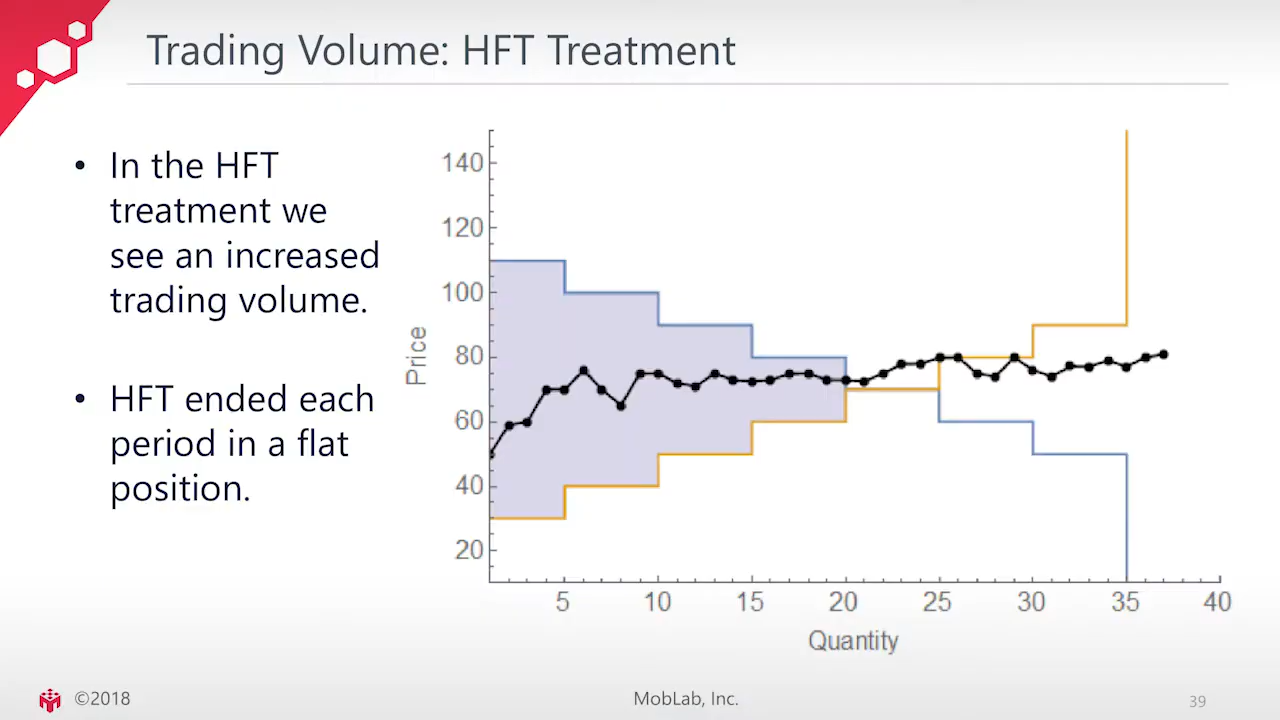 Trading Volume: HFT Treatment
• In the HFT
treatment we
see an increased
trading volume.
• HFT ended each
period in a flat
position.
Price
140
120
100
80
60
40
20
5 10 15 20 25 30 35 40
Quantity
©2018 MobLab, Inc. 39